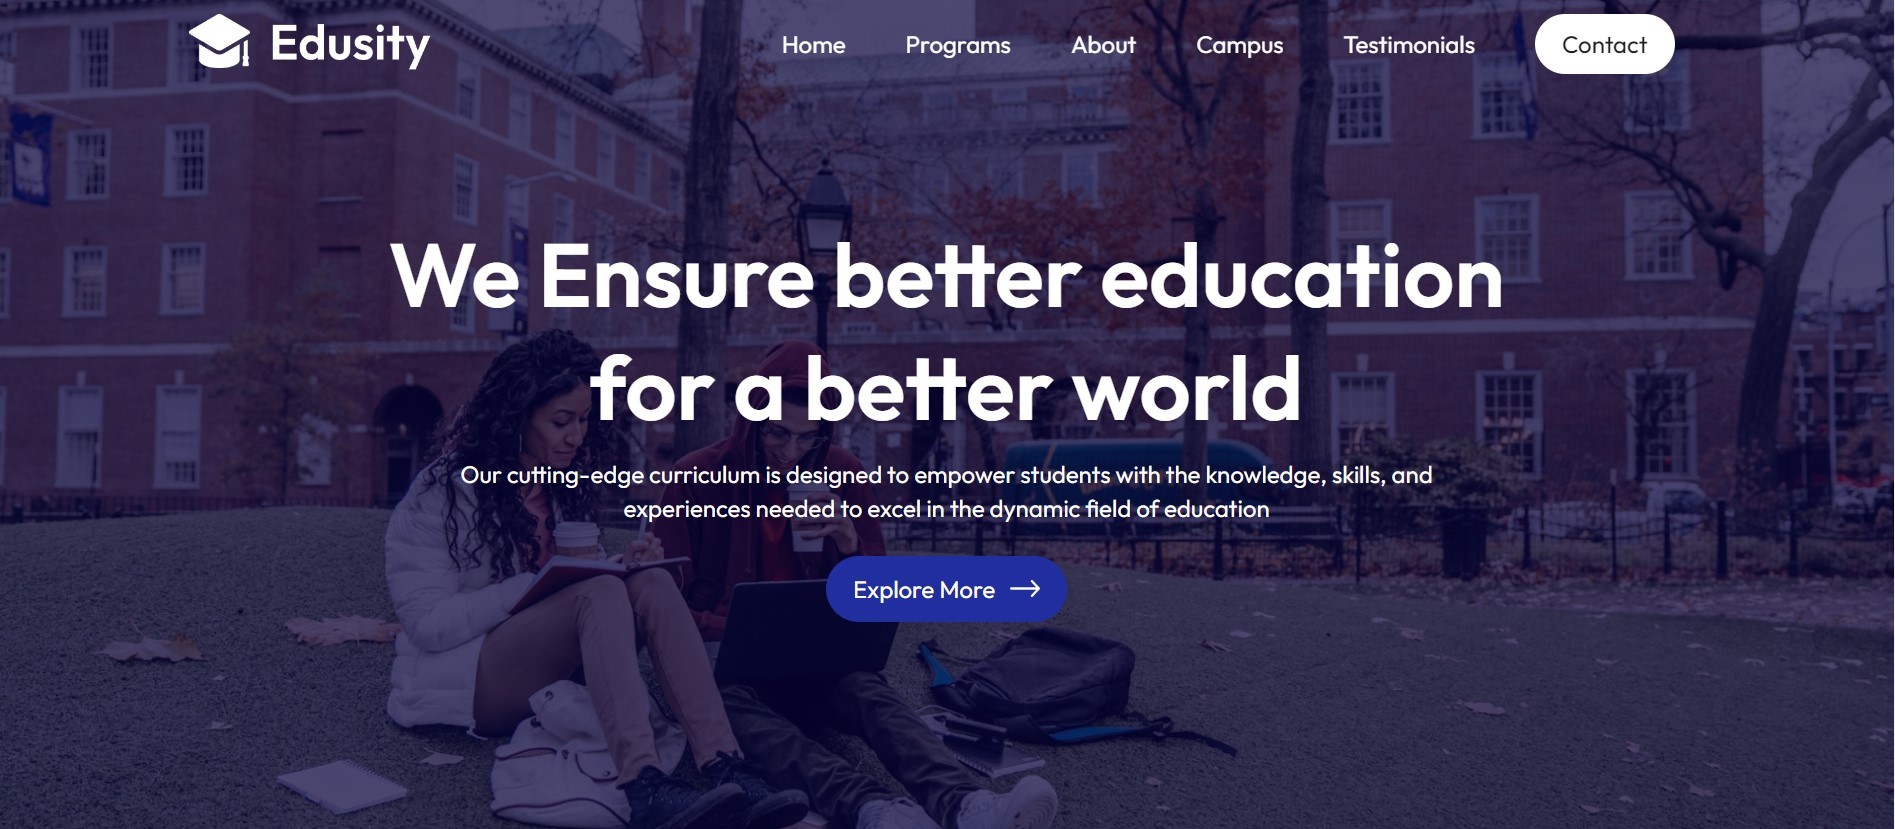 Edusity
Home Programs About Campus Testimonials Contact
We Ensure better education
for a better world
Our cutting-edge curriculum is designed to empower students with the knowledge, skills, and
experiences needed to excel in the dynamic field of education
Explore More